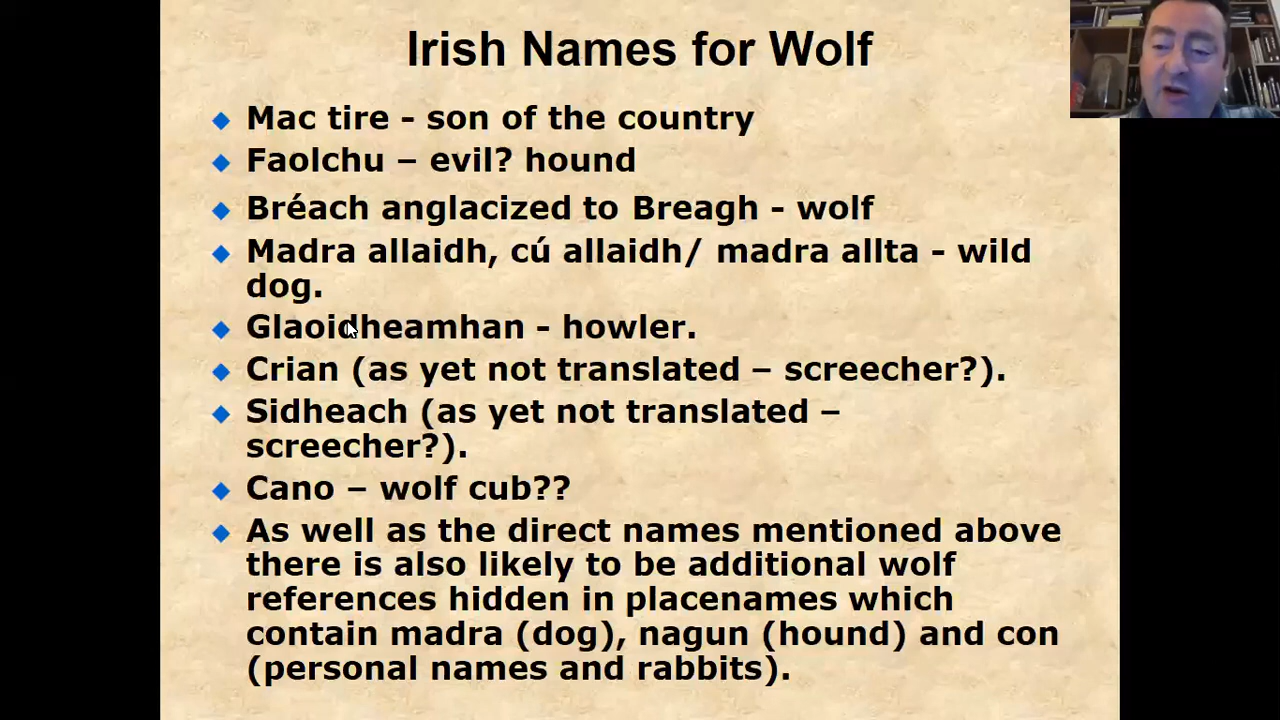 Irish Names for Wolf
Mac tire - son of the country
Faolchu – evil? hound
Bréach anglacized to Breagh - wolf
Madra allaidh, cú allaidh/ madra allta - wild
dog.
Glaoidheamhan - howler.
Crian (as yet not translated – screecher?).
Sidheach (as yet not translated –
screecher?).
Cano – wolf cub??
As well as the direct names mentioned above
there is also likely to be additional wolf
references hidden in placenames which
contain madra (dog), nagun (hound) and con
(personal names and rabbits).